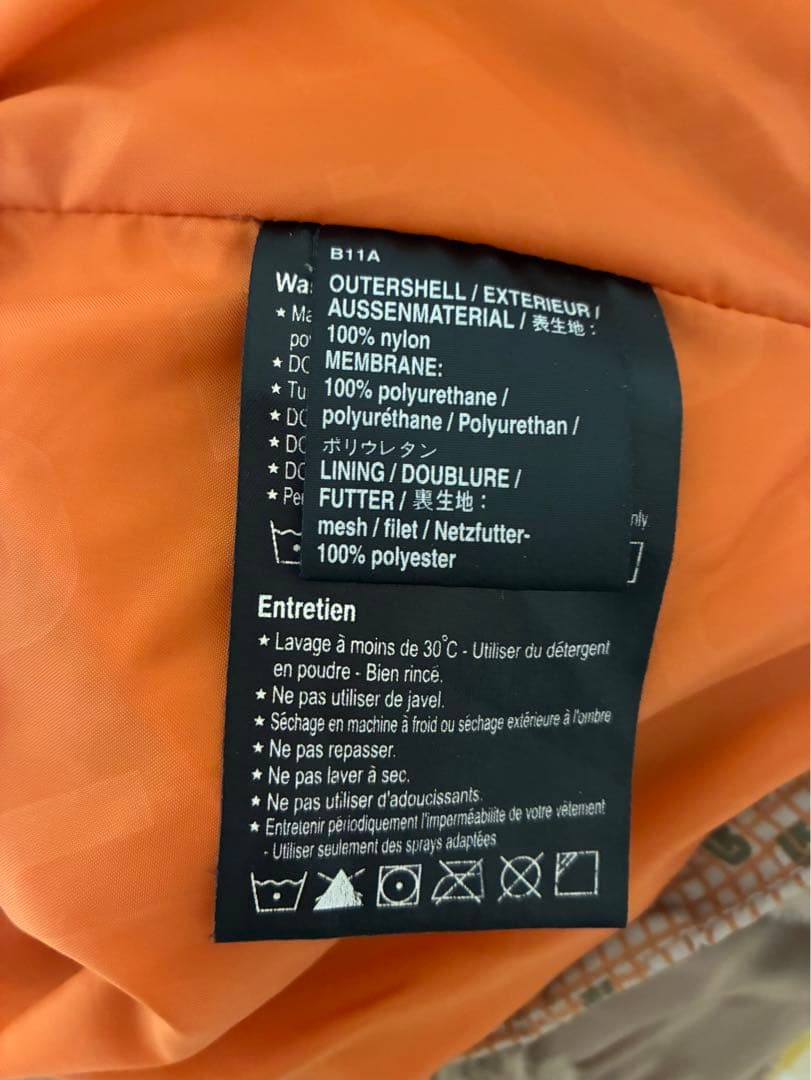 B11A
OUTERSHELL / EXTERIEUR /
AUSSENMATERIAL / 表生地 :
100% nylon
MEMBRANE:
100% polyurethane /
polyuréthane / Polyurethan /
ポリウレタン
LINING / DOUBLURE /
FUTTER / 裏生地 :
mesh / filet / Netzfutter-
100% polyester
Entretien
★ Lavage à moins de 30°C - Utiliser du détergent
en poudre - Bien rincé.
★ Ne pas utiliser de javel.
★ Séchage en machine à froid ou séchage extérieure à l'ombre
★ Ne pas repasser.
★ Ne pas laver à sec.
★ Ne pas utiliser d'adoucissants.
★ Entretenir périodiquement l'imperméabilite de votre vêtement
- Utiliser seulement des sprays adaptées